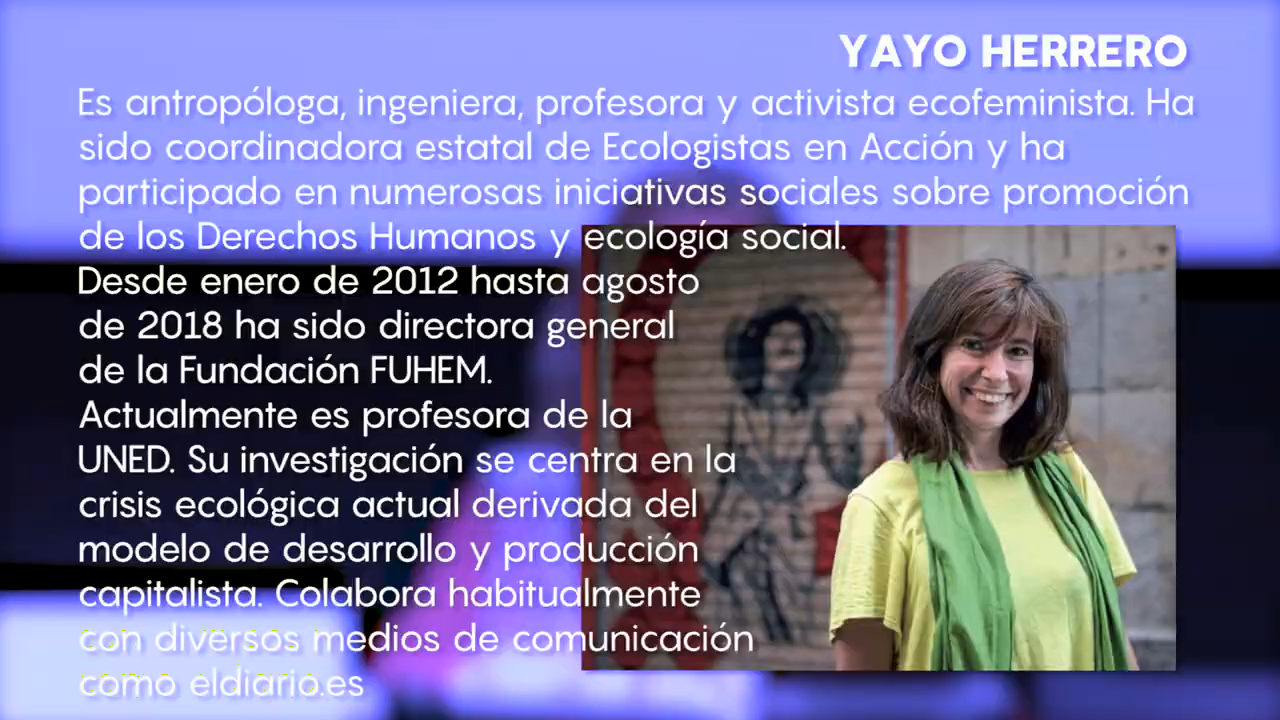 YAYO HERRERO
Es antropóloga, ingeniera, profesora y activista ecofeminista. Ha
sido coordinadora estatal de Ecologistas en Acción y ha
participado en numerosas iniciativas sociales sobre promoción
de los Derechos Humanos y ecología social.
Desde enero de 2012 hasta agosto
de 2018 ha sido directora general
de la Fundación FUHEM.
Actualmente es profesora de la
UNED. Su investigación se centra en la
crisis ecológica actual derivada del
modelo de desarrollo y producción
capitalista. Colabora habitualmente
con diversos medios de comunicación
como eldiario.es